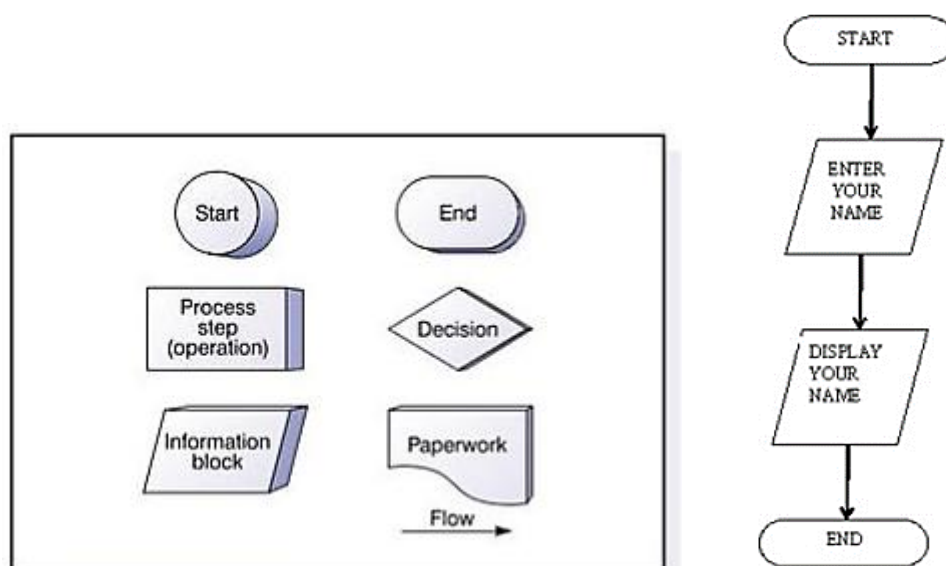 Start
End
Process
step
(operation)
Decision
Information
block
Paperwork
Flow
START
ENTER
YOUR
NAME
DISPLAY
YOUR
NAME
END